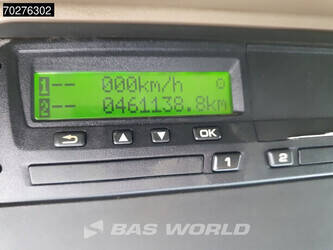 70276302
1 -- 000km/h
2 -- 0461138.8km
OK
1 2
BAS WORLD